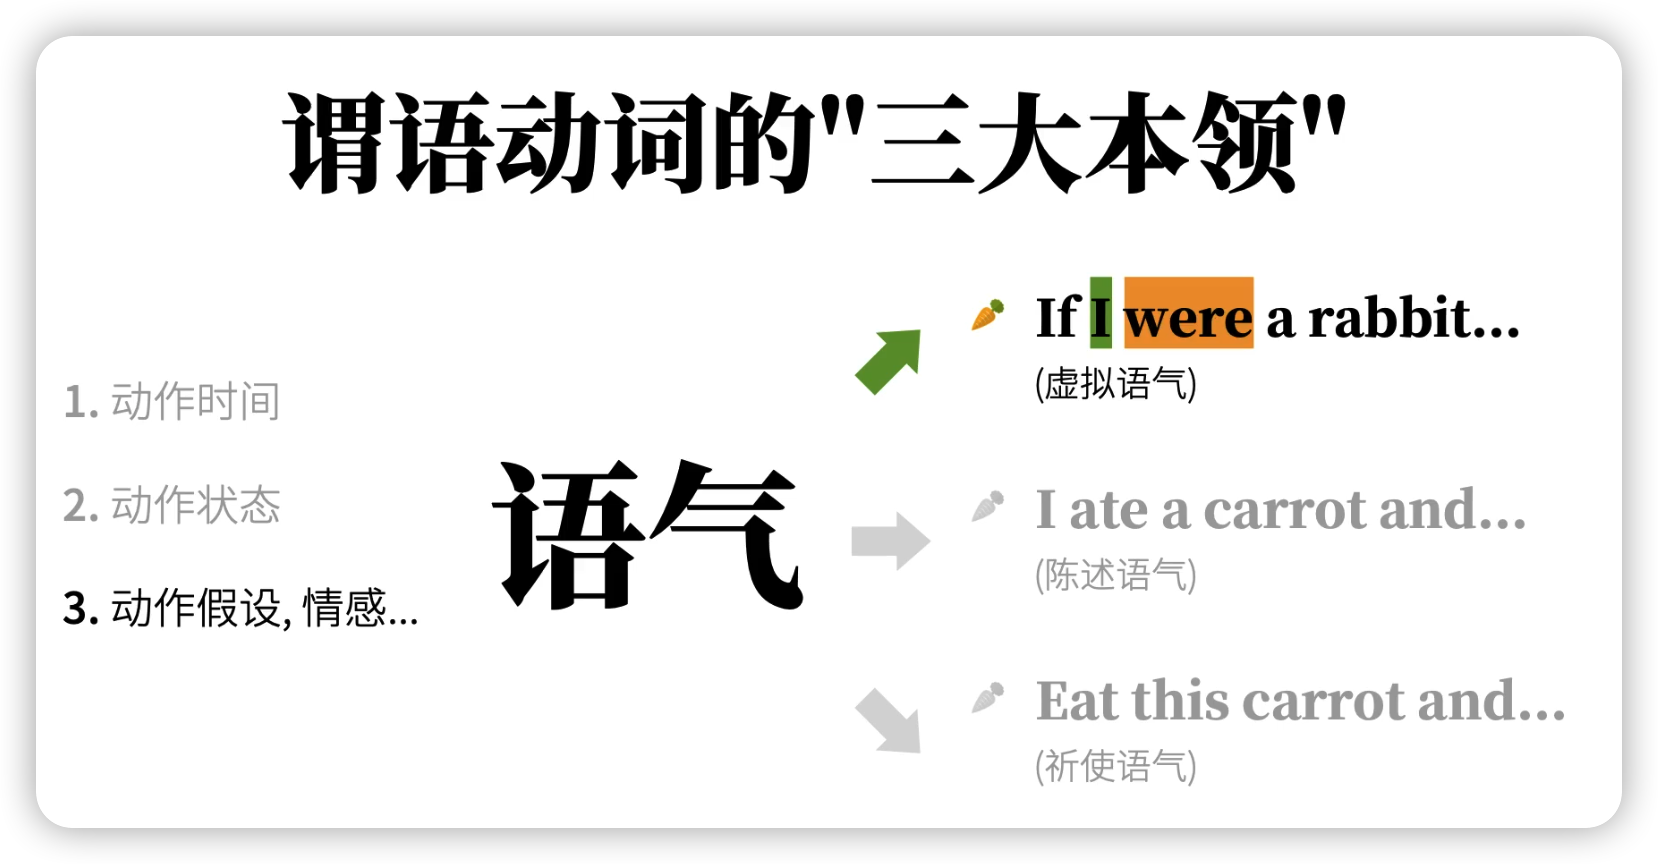 谓语动词的"三大本领"
1. 动作时间
2. 动作状态
3. 动作假设, 情感...
语气
If I were a rabbit...
(虚拟语气)
I ate a carrot and...
(陈述语气)
Eat this carrot and...
(祈使语气)